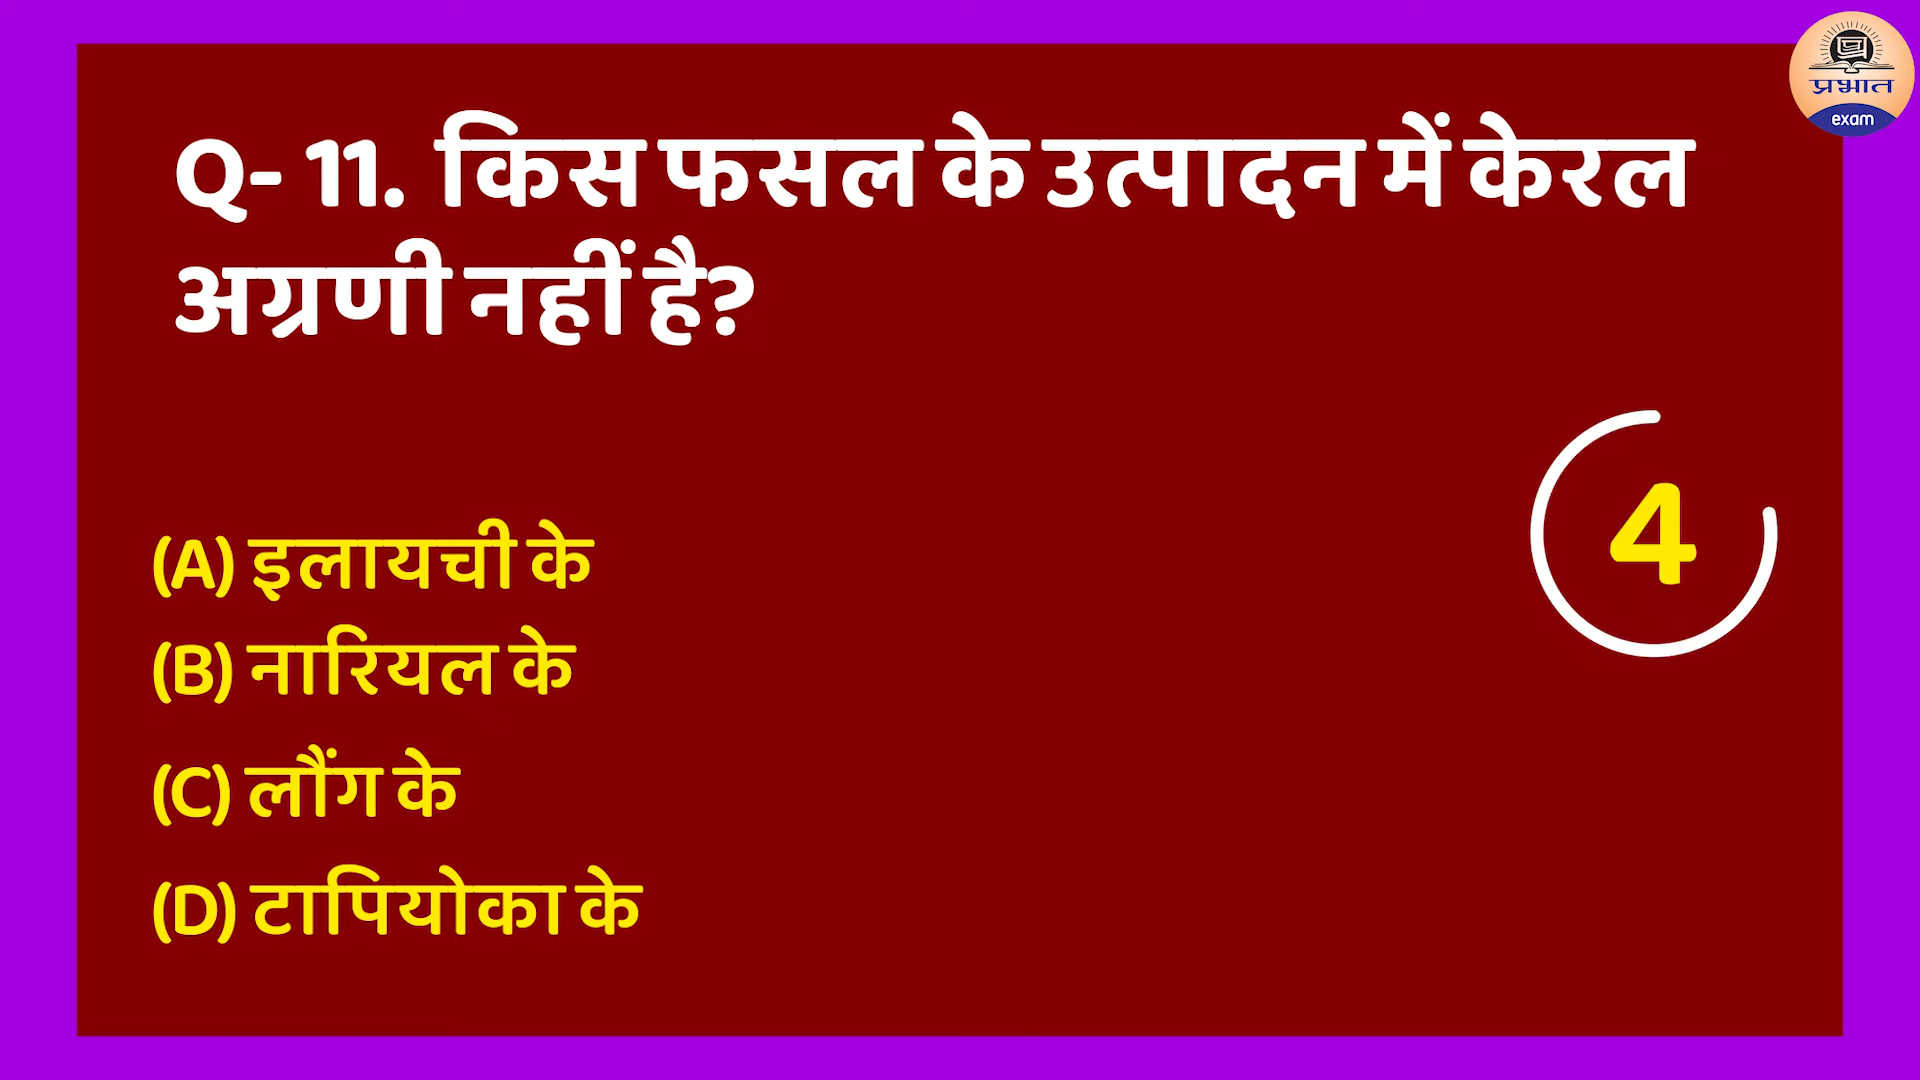 प्रभात
exam
Q- 11. किस फसल के उत्पादन में केरल
अग्रणी नहीं है?
4
(A) इलायची के
(B) नारियल के
(C) लौंग के
(D) टापियोका के